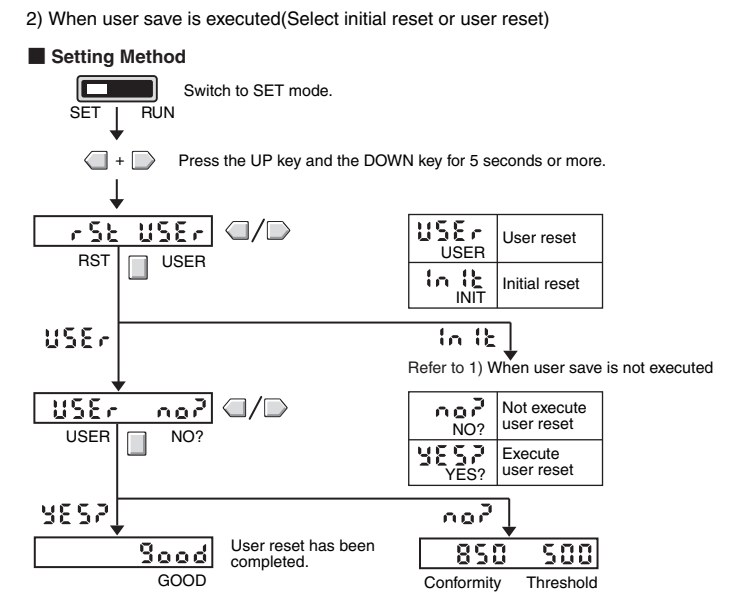 2) When user save is executed(Select initial reset or user reset)
■ Setting Method
Switch to SET mode.
SET RUN
+ Press the UP key and the DOWN key for 5 seconds or more.
rSt USEr /
RST USER
USEr User reset
USER
InIt Initial reset
INIT
USEr InIt
Refer to 1) When user save is not executed
USEr no? /
USER NO?
no? Not execute
NO? user reset
YES? Execute
YES? user reset
YES? no?
good
GOOD
User reset has been
completed.
850 500
Conformity Threshold